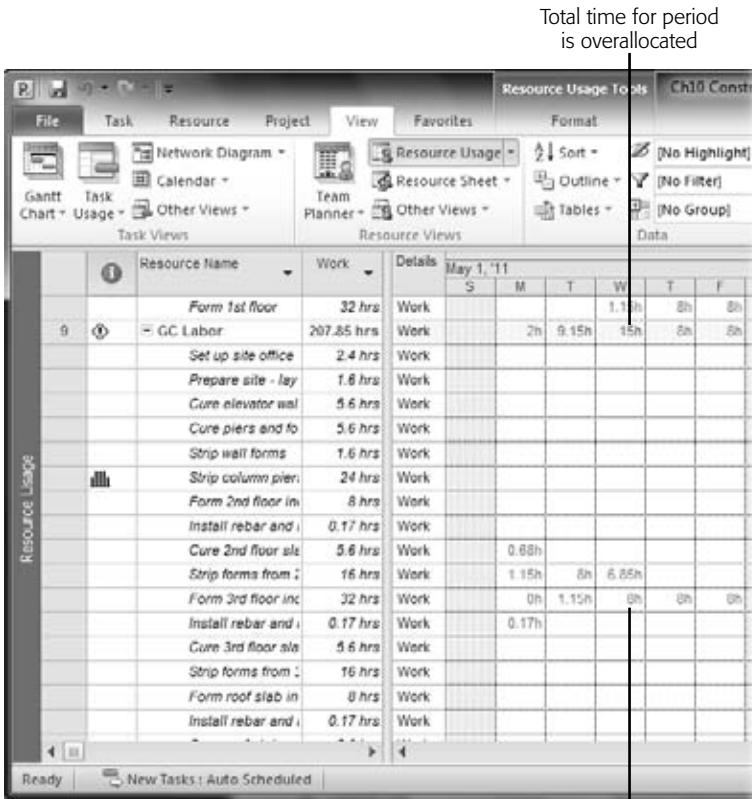 Total time for period
is overallocated
P
Resource Usage Tools Ch10 Constr
File Task Resource Project View Favorites Format
Gantt Chart Task Usage
Network Diagram
Calendar
Other Views
Task Views
Team Planner
Resource Usage
Resource Sheet
Other Views
Resource Views
Sort
Outline
Tables
[No Highlight]
[No Filter]
[No Group]
Data
Resource Name Work Details May 1, '11
S M T W T F
Form 1st floor 32 hrs Work 1.15h 8h 8h
9 GC Labor 207.85 hrs Work 2h 9.15h 15h 8h 8h
Set up site office 2.4 hrs Work
Prepare site - lay 1.6 hrs Work
Cure elevator wal 5.6 hrs Work
Cure piers and fo 5.6 hrs Work
Strip wall forms 1.6 hrs Work
Strip column pier 24 hrs Work
Form 2nd floor in 8 hrs Work
Install rebar and 0.17 hrs Work
Cure 2nd floor sla 5.6 hrs Work 0.68h
Strip forms from 16 hrs Work 1.15h 8h 6.85h
Form 3rd floor inc 32 hrs Work 0h 1.15h 8h 8h 8h
Install rebar and 0.17 hrs Work 0.17h
Cure 3rd floor sla 5.6 hrs Work
Strip forms from 16 hrs Work
Form roof slab in 8 hrs Work
Install rebar and 0.17 hrs Work
Resource Usage
Ready New Tasks : Auto Scheduled